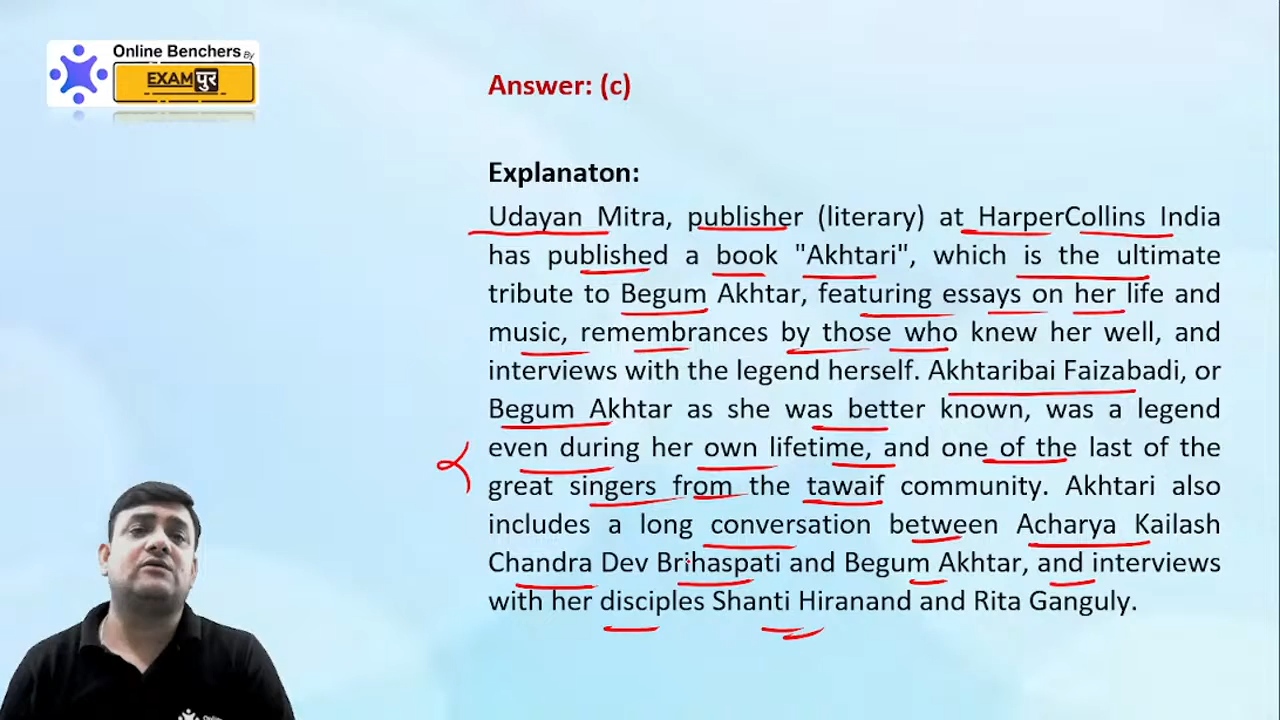 Online Benchers By
EXAMपुर
Answer: (c)
Explanaton:
Udayan Mitra, publisher (literary) at HarperCollins India
has published a book "Akhtari", which is the ultimate
tribute to Begum Akhtar, featuring essays on her life and
music, remembrances by those who knew her well, and
interviews with the legend herself. Akhtaribai Faizabadi, or
Begum Akhtar as she was better known, was a legend
even during her own lifetime, and one of the last of the
great singers from the tawaif community. Akhtari also
includes a long conversation between Acharya Kailash
Chandra Dev Brihaspati and Begum Akhtar, and interviews
with her disciples Shanti Hiranand and Rita Ganguly.